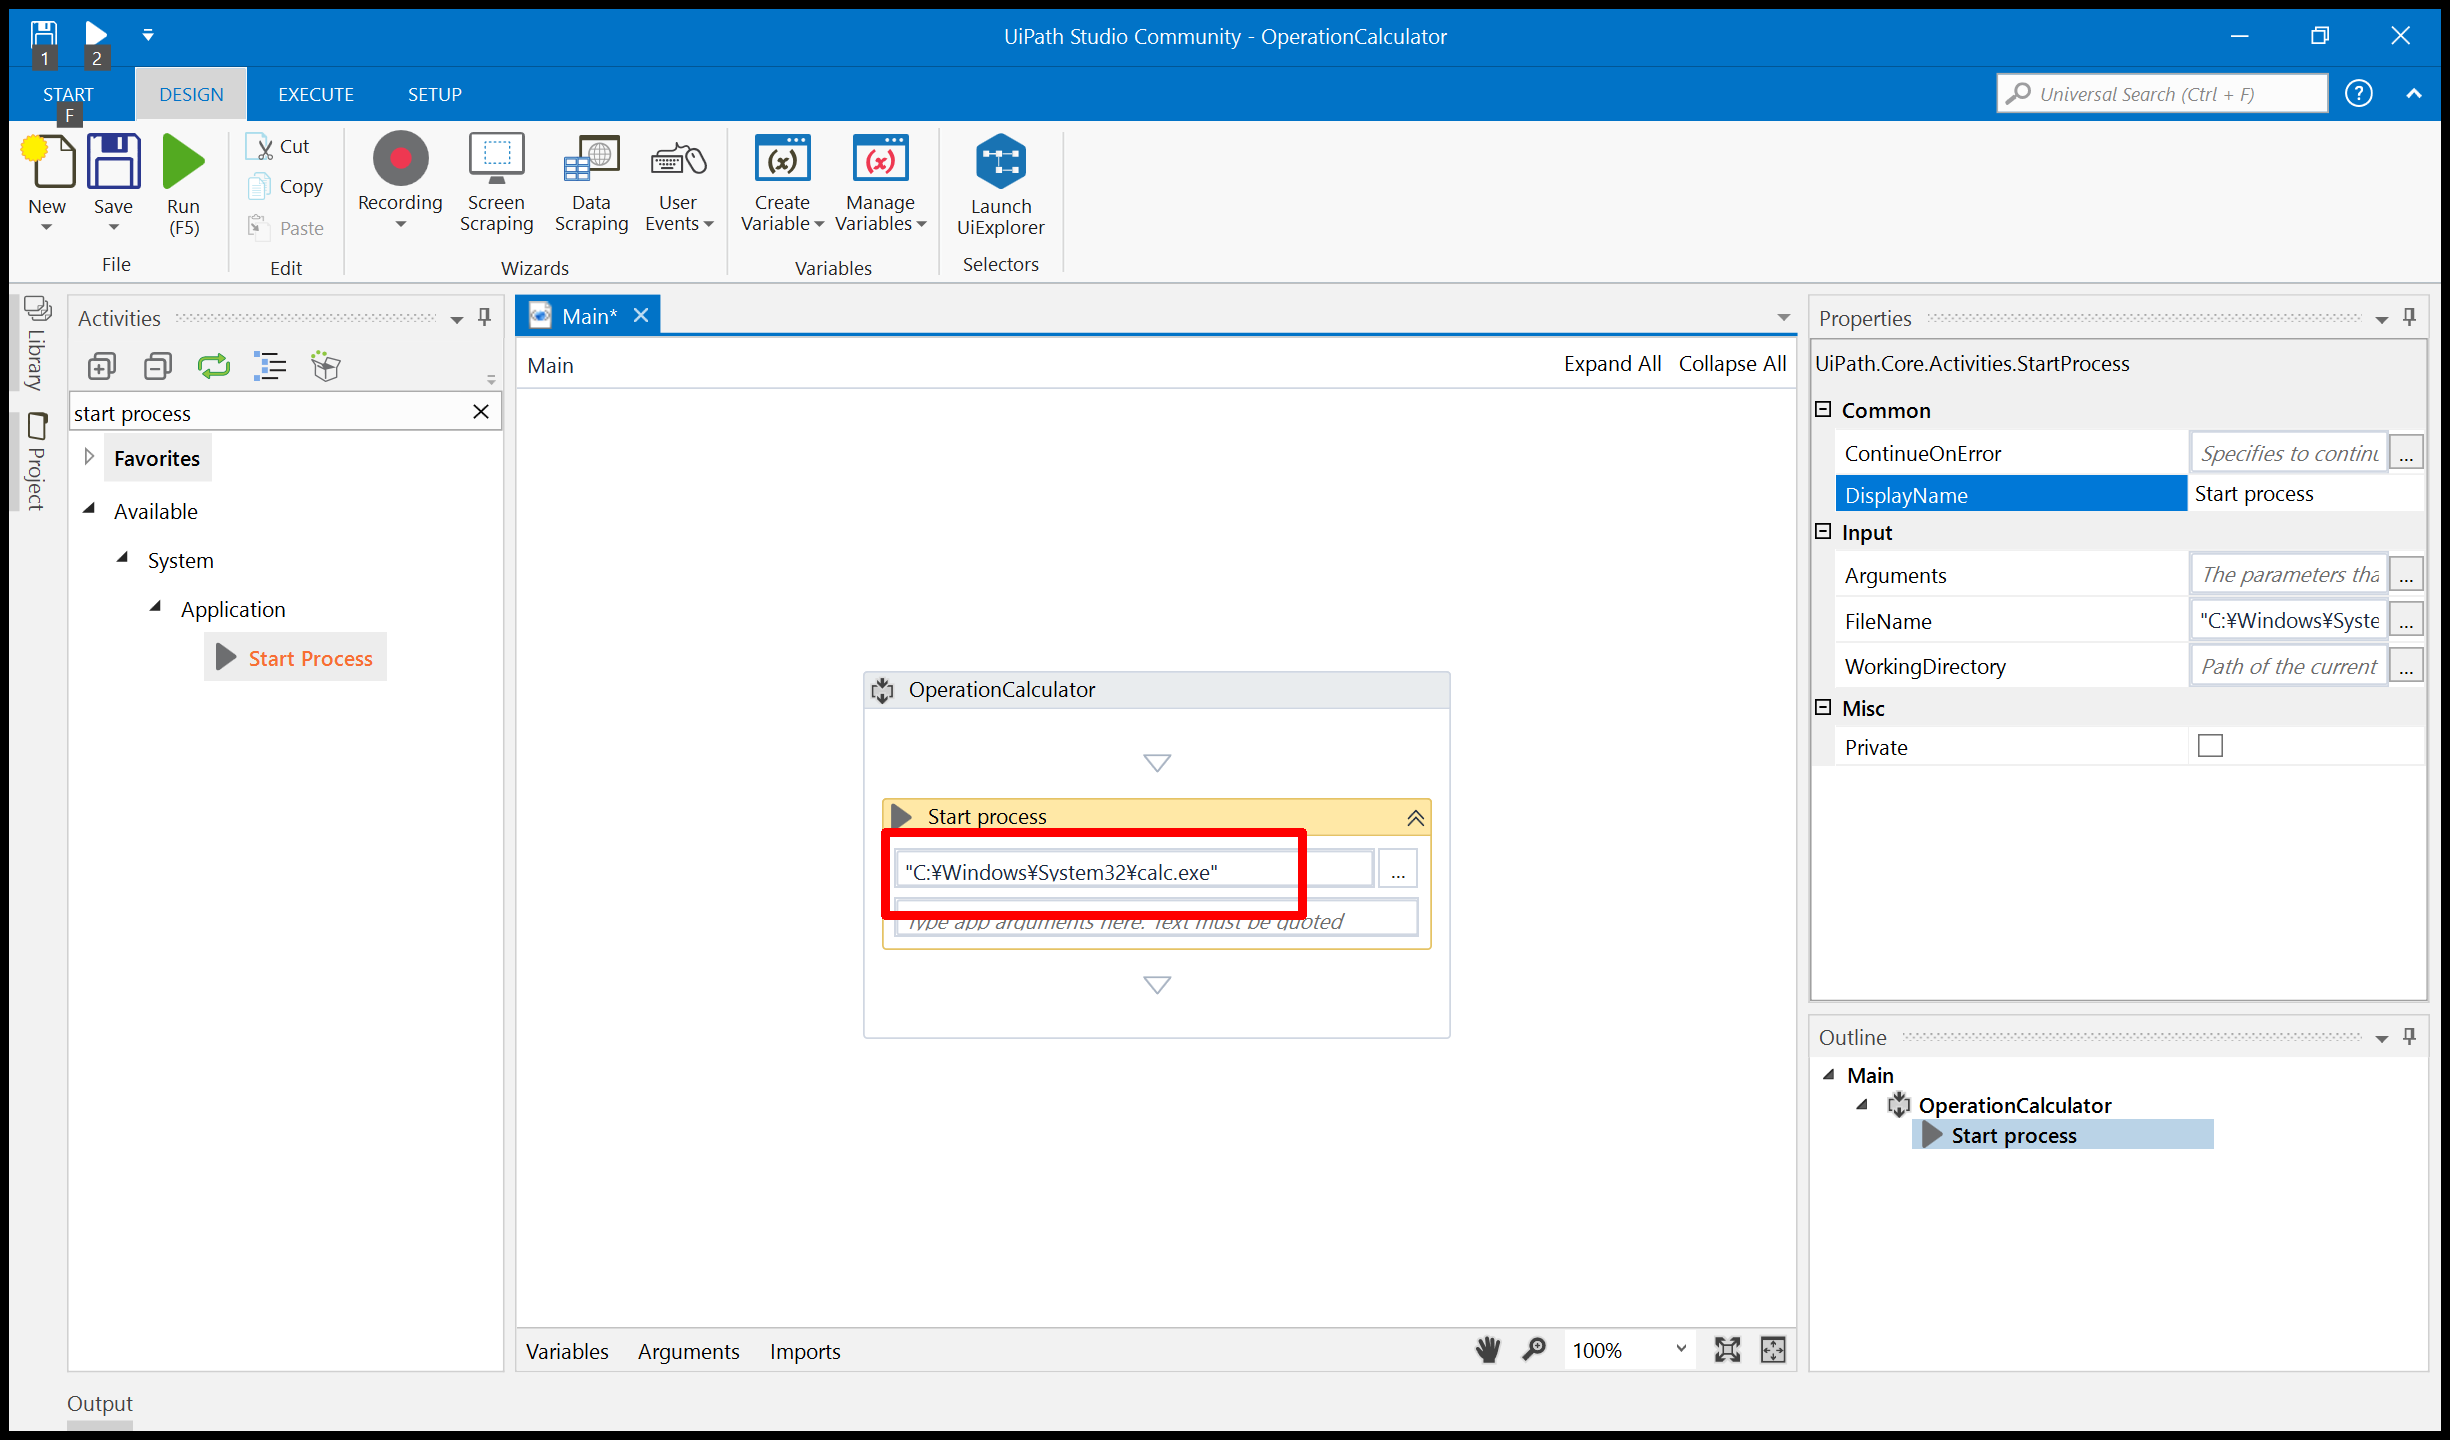 UiPath Studio Community - OperationCalculator
1
2
START
F
DESIGN
EXECUTE
SETUP
Universal Search (Ctrl + F)
?
New
Save
Run
(F5)
File
Cut
Copy
Paste
Edit
Recording
Screen
Scraping
Data
Scraping
User
Events
Wizards
(x)
Create
Variable
(x)
Manage
Variables
Variables
Launch
UiExplorer
Selectors
Library
Project
Activities
start process
Favorites
Available
System
Application
Start Process
Main*
Main
Expand All
Collapse All
OperationCalculator
Start process
"C:¥Windows¥System32¥calc.exe"
...
Type app arguments here. Text must be quoted
Variables
Arguments
Imports
100%
Properties
UiPath.Core.Activities.StartProcess
Common
ContinueOnError
Specifies to continu
...
DisplayName
Start process
Input
Arguments
The parameters tha
...
FileName
"C:¥Windows¥Syste
...
WorkingDirectory
Path of the current
...
Misc
Private
Outline
Main
OperationCalculator
Start process
Output